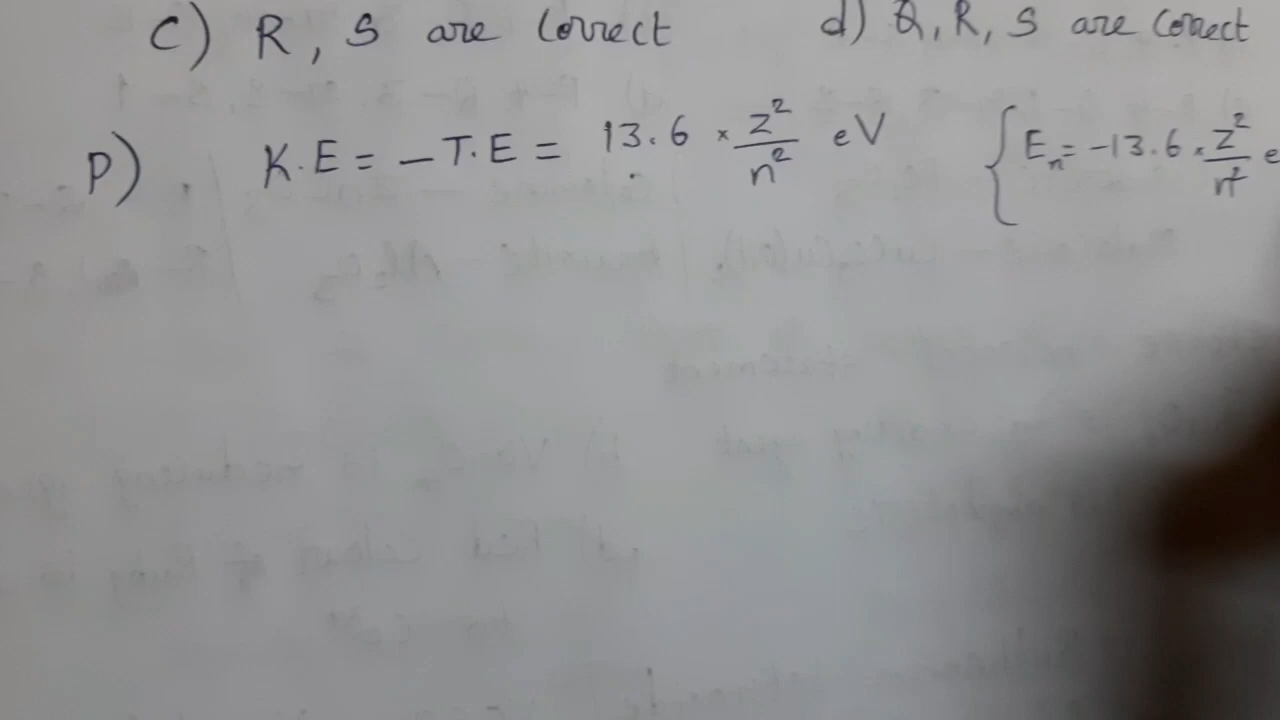 c) R, S are correct d) Q, R, S are correct
P) . K.E = - T.E = 13.6 × Z²/n² eV { Eₙ = -13.6 × Z²/n² e